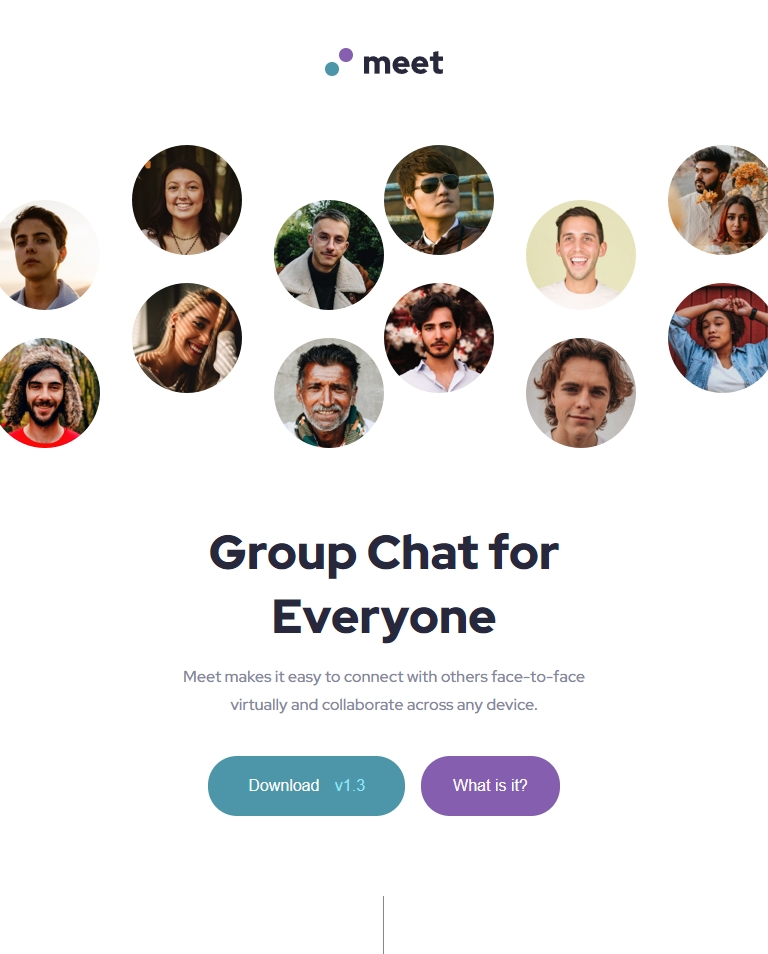 meet
Group Chat for
Everyone
Meet makes it easy to connect with others face-to-face
virtually and collaborate across any device.
Download v1.3
What is it?